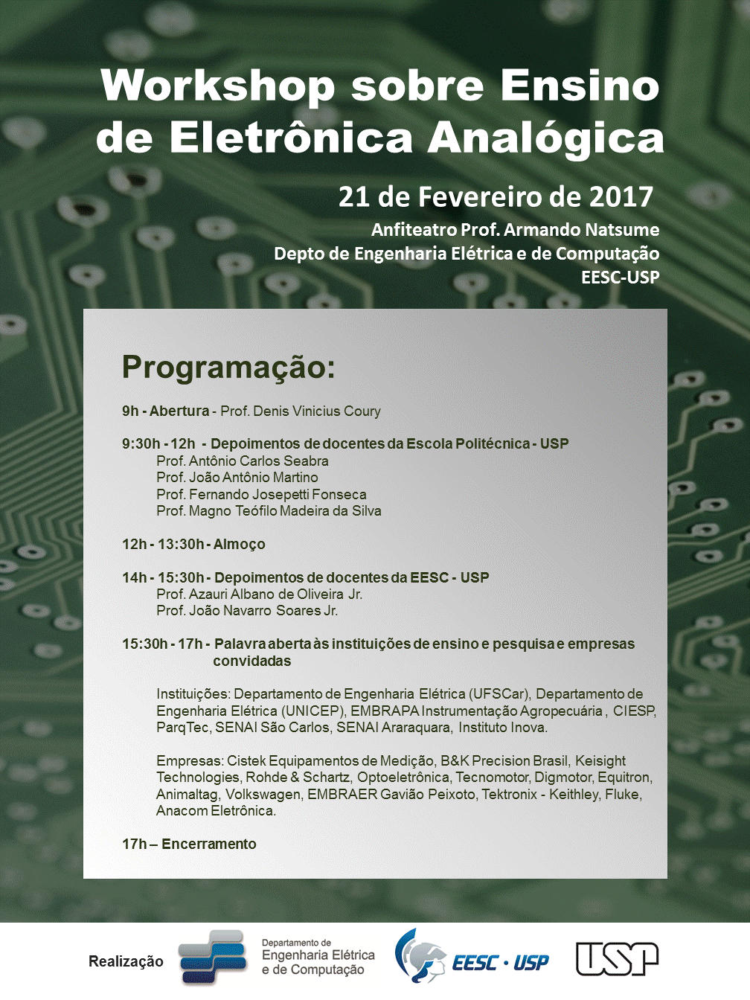 Workshop sobre Ensino
de Eletrônica Analógica
21 de Fevereiro de 2017
Anfiteatro Prof. Armando Natsume
Depto de Engenharia Elétrica e de Computação
EESC-USP
Programação:
9h - Abertura - Prof. Denis Vinicius Coury
9:30h - 12h - Depoimentos de docentes da Escola Politécnica - USP
Prof. Antônio Carlos Seabra
Prof. João Antônio Martino
Prof. Fernando Josepetti Fonseca
Prof. Magno Teófilo Madeira da Silva
12h - 13:30h - Almoço
14h - 15:30h - Depoimentos de docentes da EESC - USP
Prof. Azauri Albano de Oliveira Jr.
Prof. João Navarro Soares Jr.
15:30h - 17h - Palavra aberta às instituições de ensino e pesquisa e empresas
convidadas
Instituições: Departamento de Engenharia Elétrica (UFSCar), Departamento de
Engenharia Elétrica (UNICEP), EMBRAPA Instrumentação Agropecuária , CIESP,
ParqTec, SENAI São Carlos, SENAI Araraquara, Instituto Inova.
Empresas: Cistek Equipamentos de Medição, B&K Precision Brasil, Keisight
Technologies, Rohde & Schartz, Optoeletrônica, Tecnomotor, Digmotor, Equitron,
Animaltag, Volkswagen, EMBRAER Gavião Peixoto, Tektronix - Keithley, Fluke,
Anacom Eletrônica.
17h – Encerramento
Realização
Departamento de
Engenharia Elétrica
e de Computação
EESC · USP
USP